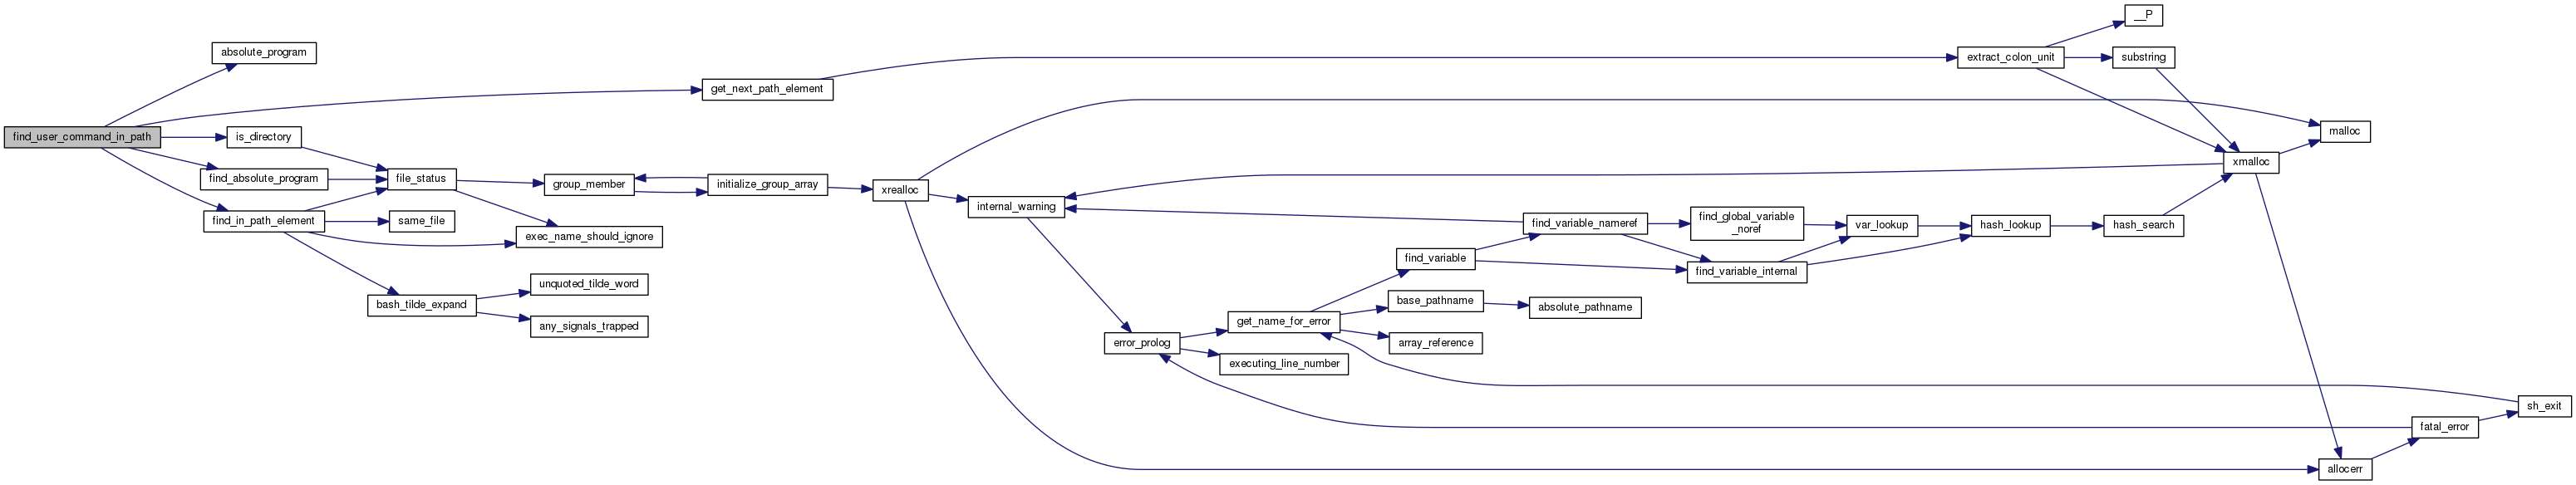 __P
absolute_program
extract_colon_unit
substring
get_next_path_element
find_user_command_in_path
is_directory
malloc
xmalloc
find_absolute_program
file_status
group_member
initialize_group_array
xrealloc
internal_warning
find_in_path_element
same_file
exec_name_should_ignore
find_variable_nameref
find_global_variable
_noref
var_lookup
hash_lookup
hash_search
find_variable
find_variable_internal
unquoted_tilde_word
bash_tilde_expand
any_signals_trapped
base_pathname
absolute_pathname
get_name_for_error
error_prolog
array_reference
executing_line_number
sh_exit
fatal_error
allocerr